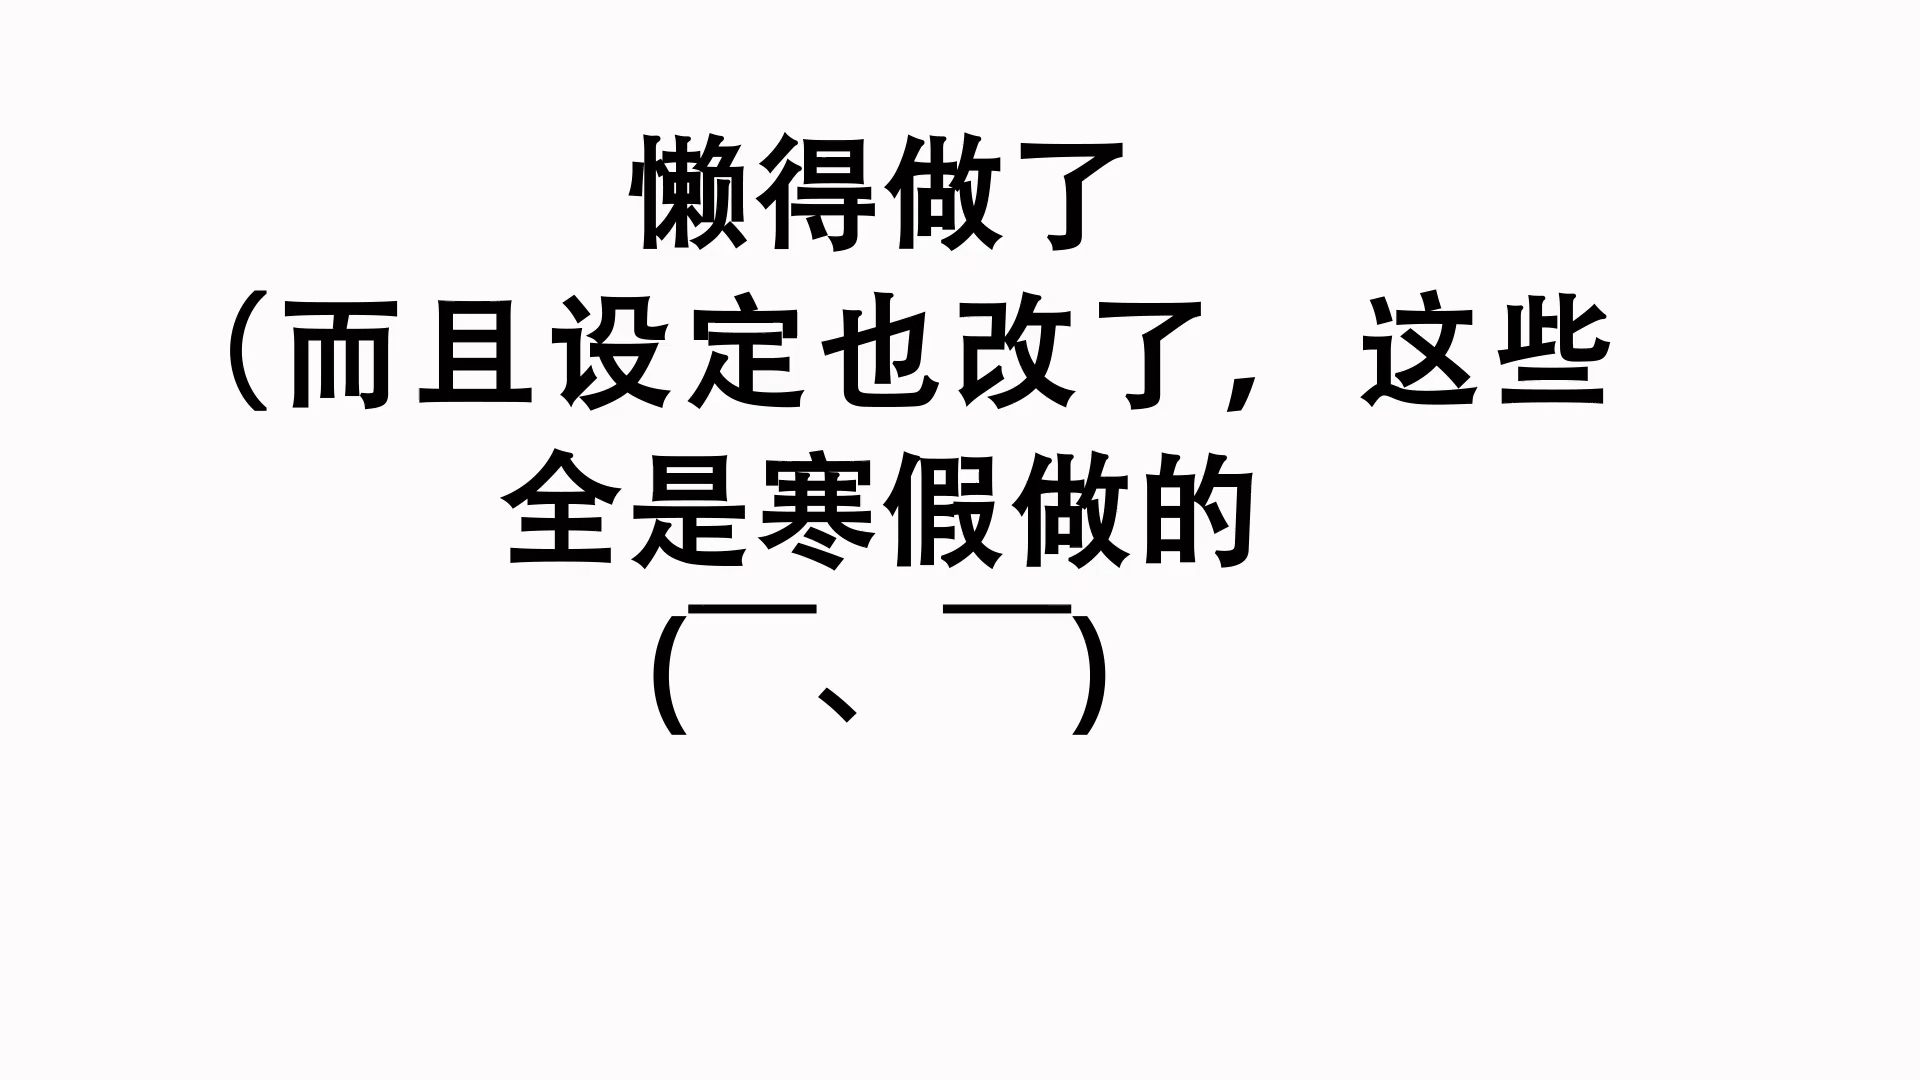 懒得做了
（而且设定也改了，这些
全是寒假做的
(￣、￣)